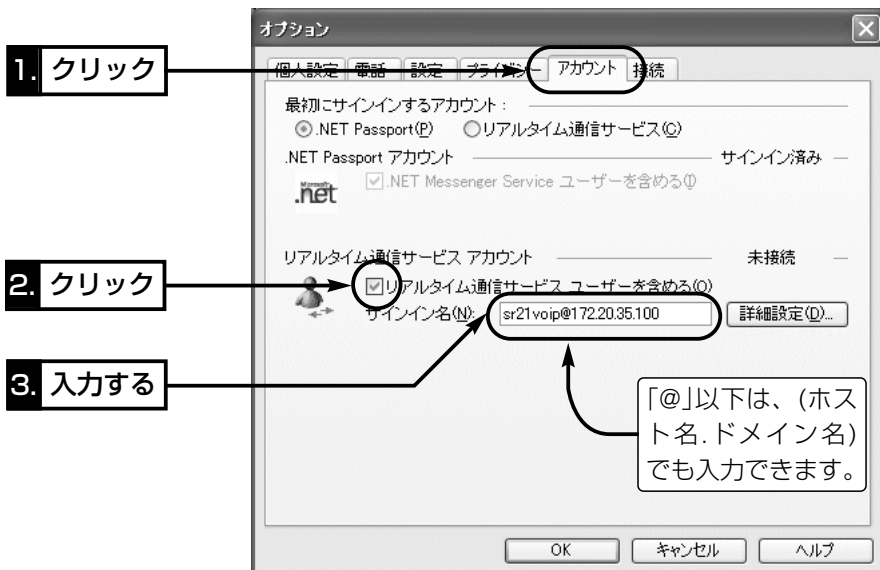 オプション
1. クリック
個人設定 電話 設定 プライバシー アカウント 接続
最初にサインインするアカウント:
.NET Passport(P) リアルタイム通信サービス(C)
.NET Passport アカウント サインイン済み
Microsoft .net
.NET Messenger Service ユーザーを含める(I)
リアルタイム通信サービス アカウント 未接続
2. クリック
リアルタイム通信サービス ユーザーを含める(O)
サインイン名(N): sr21voip@172.20.35.100 詳細設定(D)...
3. 入力する
「@」以下は、(ホス
ト名.ドメイン名)
でも入力できます。
OK キャンセル ヘルプ